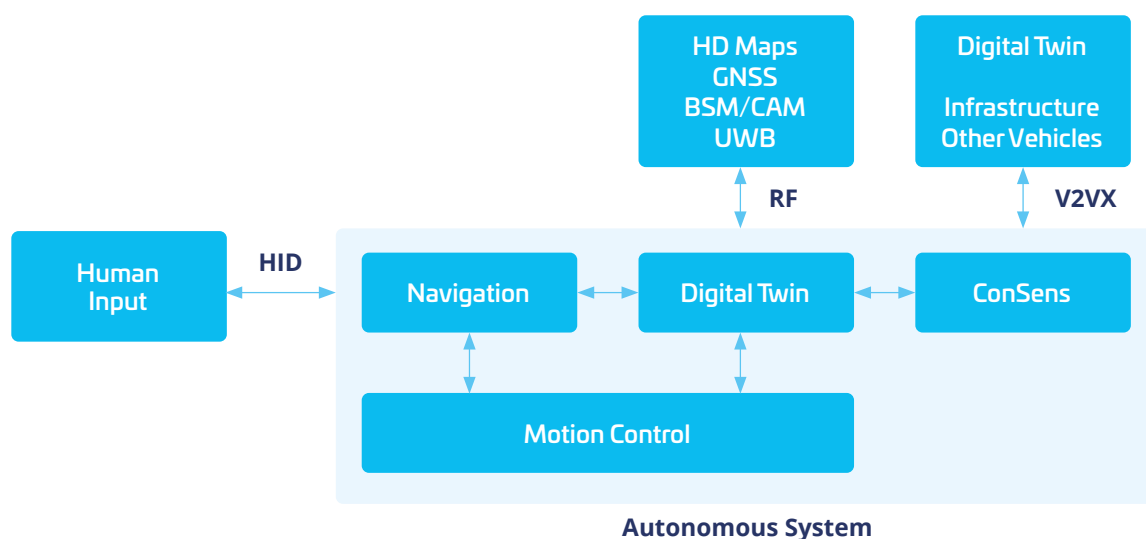 HD Maps
GNSS
BSM/CAM
UWB
Digital Twin
Infrastructure
Other Vehicles
RF
V2VX
Human
Input
HID
Navigation
Digital Twin
ConSens
Motion Control
Autonomous System